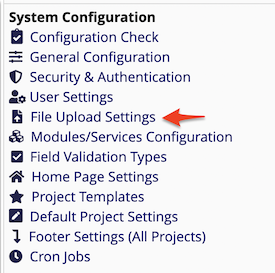 System Configuration
Configuration Check
General Configuration
Security & Authentication
User Settings
File Upload Settings
Modules/Services Configuration
Field Validation Types
Home Page Settings
Project Templates
Default Project Settings
Footer Settings (All Projects)
Cron Jobs